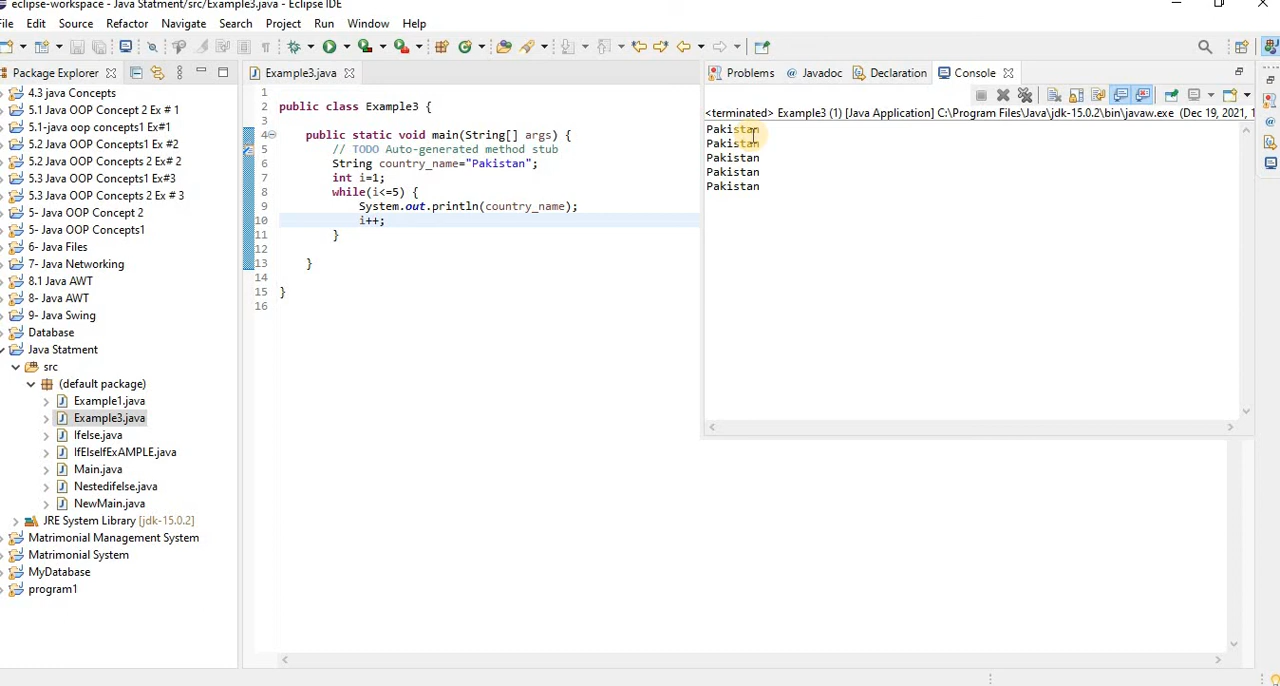 eclipse-workspace - Java Statment/src/Example3.java - Eclipse IDE
File Edit Source Refactor Navigate Search Project Run Window Help
Package Explorer
Example3.java
Problems Javadoc Declaration Console
4.3 java Concepts
5.1 Java OOP Concept 2 Ex # 1
5.1-java oop concepts1 Ex#1
5.2 Java OOP Concepts1 Ex #2
5.2 Java OOP Concepts 2 Ex# 2
5.3 Java OOP Concepts1 Ex#3
5.3 Java OOP Concepts 2 Ex # 3
5- Java OOP Concept 2
5- Java OOP Concepts1
6- Java Files
7- Java Networking
8.1 Java AWT
8- Java AWT
9- Java Swing
Database
Java Statment
src
(default package)
Example1.java
Example3.java
Ifelse.java
IfElseIfExAMPLE.java
Main.java
Nestedifelse.java
NewMain.java
JRE System Library [jdk-15.0.2]
Matrimonial Management System
Matrimonial System
MyDatabase
program1
1
2 public class Example3 {
3
4 public static void main(String[] args) {
5 // TODO Auto-generated method stub
6 String country_name="Pakistan";
7 int i=1;
8 while(i<=5) {
9 System.out.println(country_name);
10 i++;
11 }
12
13 }
14
15 }
16
<terminated> Example3 (1) [Java Application] C:\Program Files\Java\jdk-15.0.2\bin\javaw.exe (Dec 19, 2021, 1
Pakistan
Pakistan
Pakistan
Pakistan
Pakistan